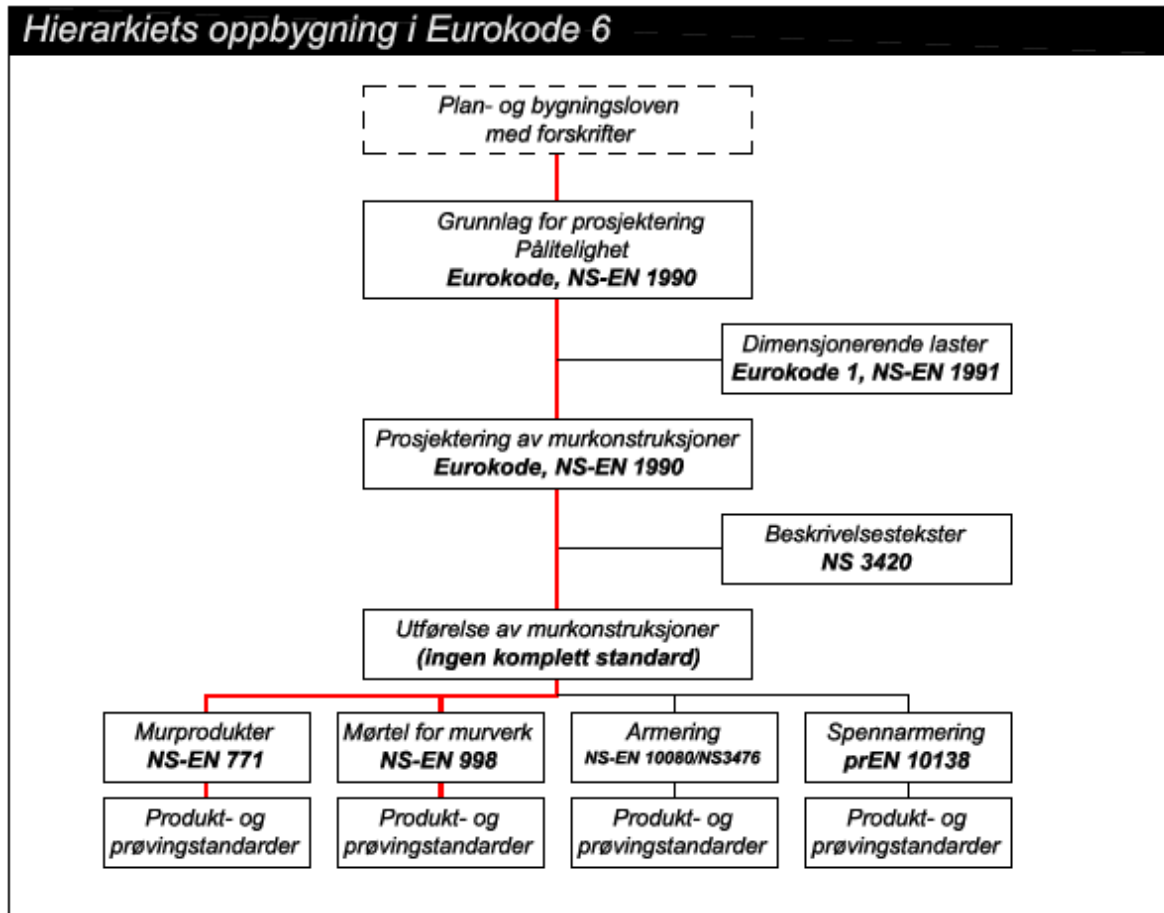 Hierarkiets oppbygning i Eurokode 6
Plan- og bygningsloven
med forskrifter
Grunnlag for prosjektering
Pålitelighet
Eurokode, NS-EN 1990
Dimensjonerende laster
Eurokode 1, NS-EN 1991
Prosjektering av murkonstruksjoner
Eurokode, NS-EN 1990
Beskrivelsestekster
NS 3420
Utførelse av murkonstruksjoner
(ingen komplett standard)
Murprodukter
NS-EN 771
Mørtel for murverk
NS-EN 998
Armering
NS-EN 10080/NS3476
Spennarmering
prEN 10138
Produkt- og
prøvingstandarder
Produkt- og
prøvingstandarder
Produkt- og
prøvingstandarder
Produkt- og
prøvingstandarder